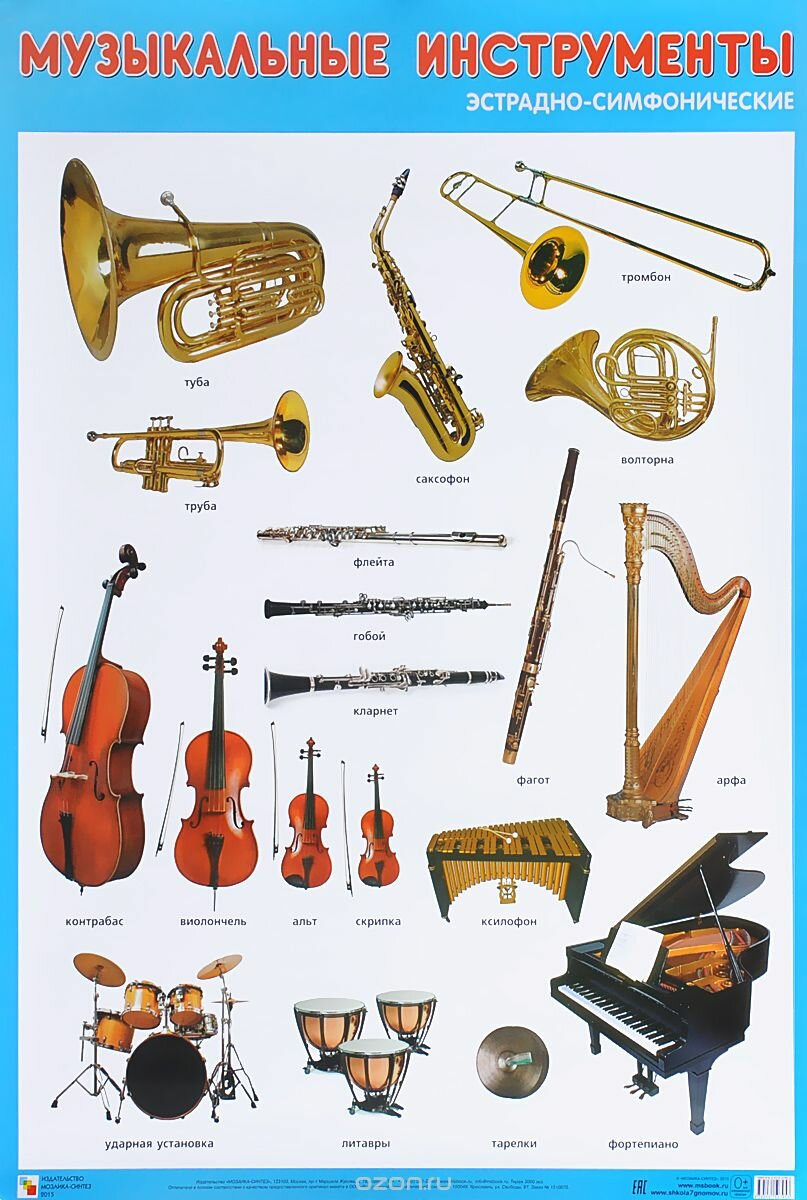 МУЗЫКАЛЬНЫЕ ИНСТРУМЕНТЫ
ЭСТРАДНО-СИМФОНИЧЕСКИЕ
туба
саксофон
тромбон
труба
волторна
флейта
гобой
кларнет
фагот
арфа
контрабас
виолончель
альт
скрипка
ксилофон
ударная установка
литавры
тарелки
фортепиано
ИЗДАТЕЛЬСТВО
МОЗАИКА-СИНТЕЗ
2015
www.msbook.ru
www.shkola7gnomov.ru
EAC
0+
ozon.ru